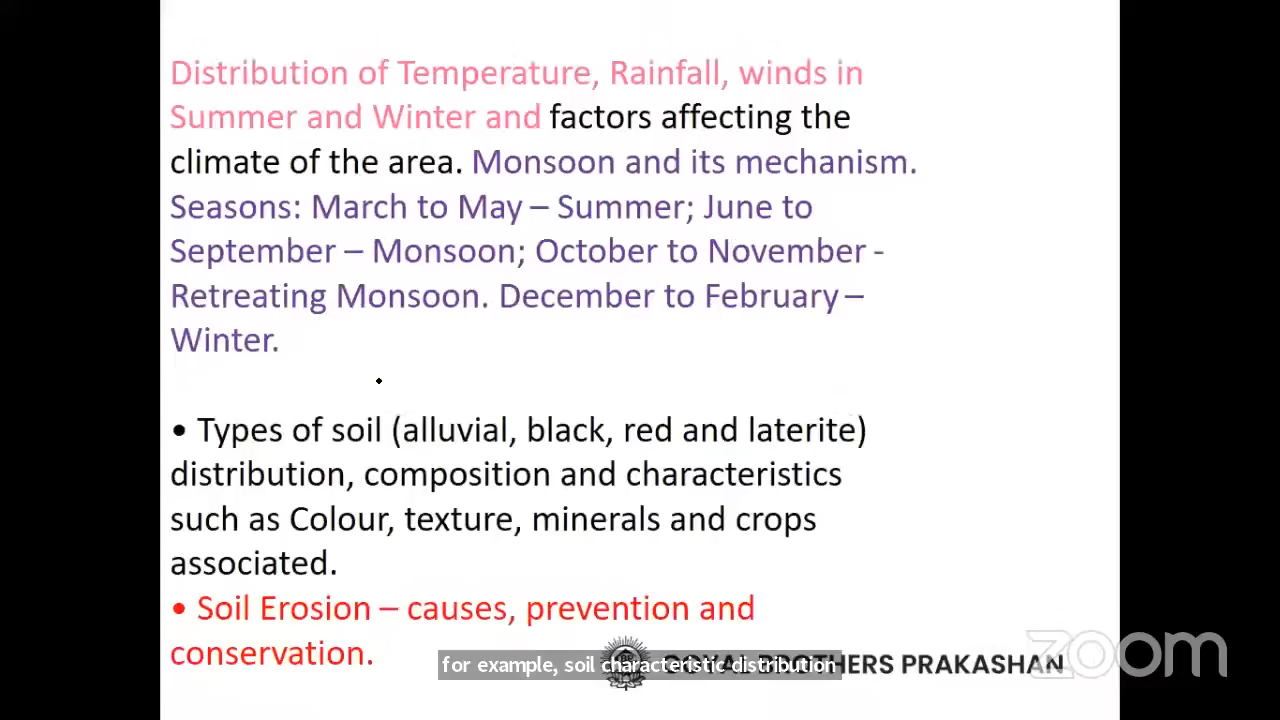 Distribution of Temperature, Rainfall, winds in
Summer and Winter and factors affecting the
climate of the area. Monsoon and its mechanism.
Seasons: March to May – Summer; June to
September – Monsoon; October to November -
Retreating Monsoon. December to February –
Winter.
• Types of soil (alluvial, black, red and laterite)
distribution, composition and characteristics
such as Colour, texture, minerals and crops
associated.
• Soil Erosion – causes, prevention and
conservation.
for example, soil characteristic distribution
BROTHERS PRAKASHAN
zoom